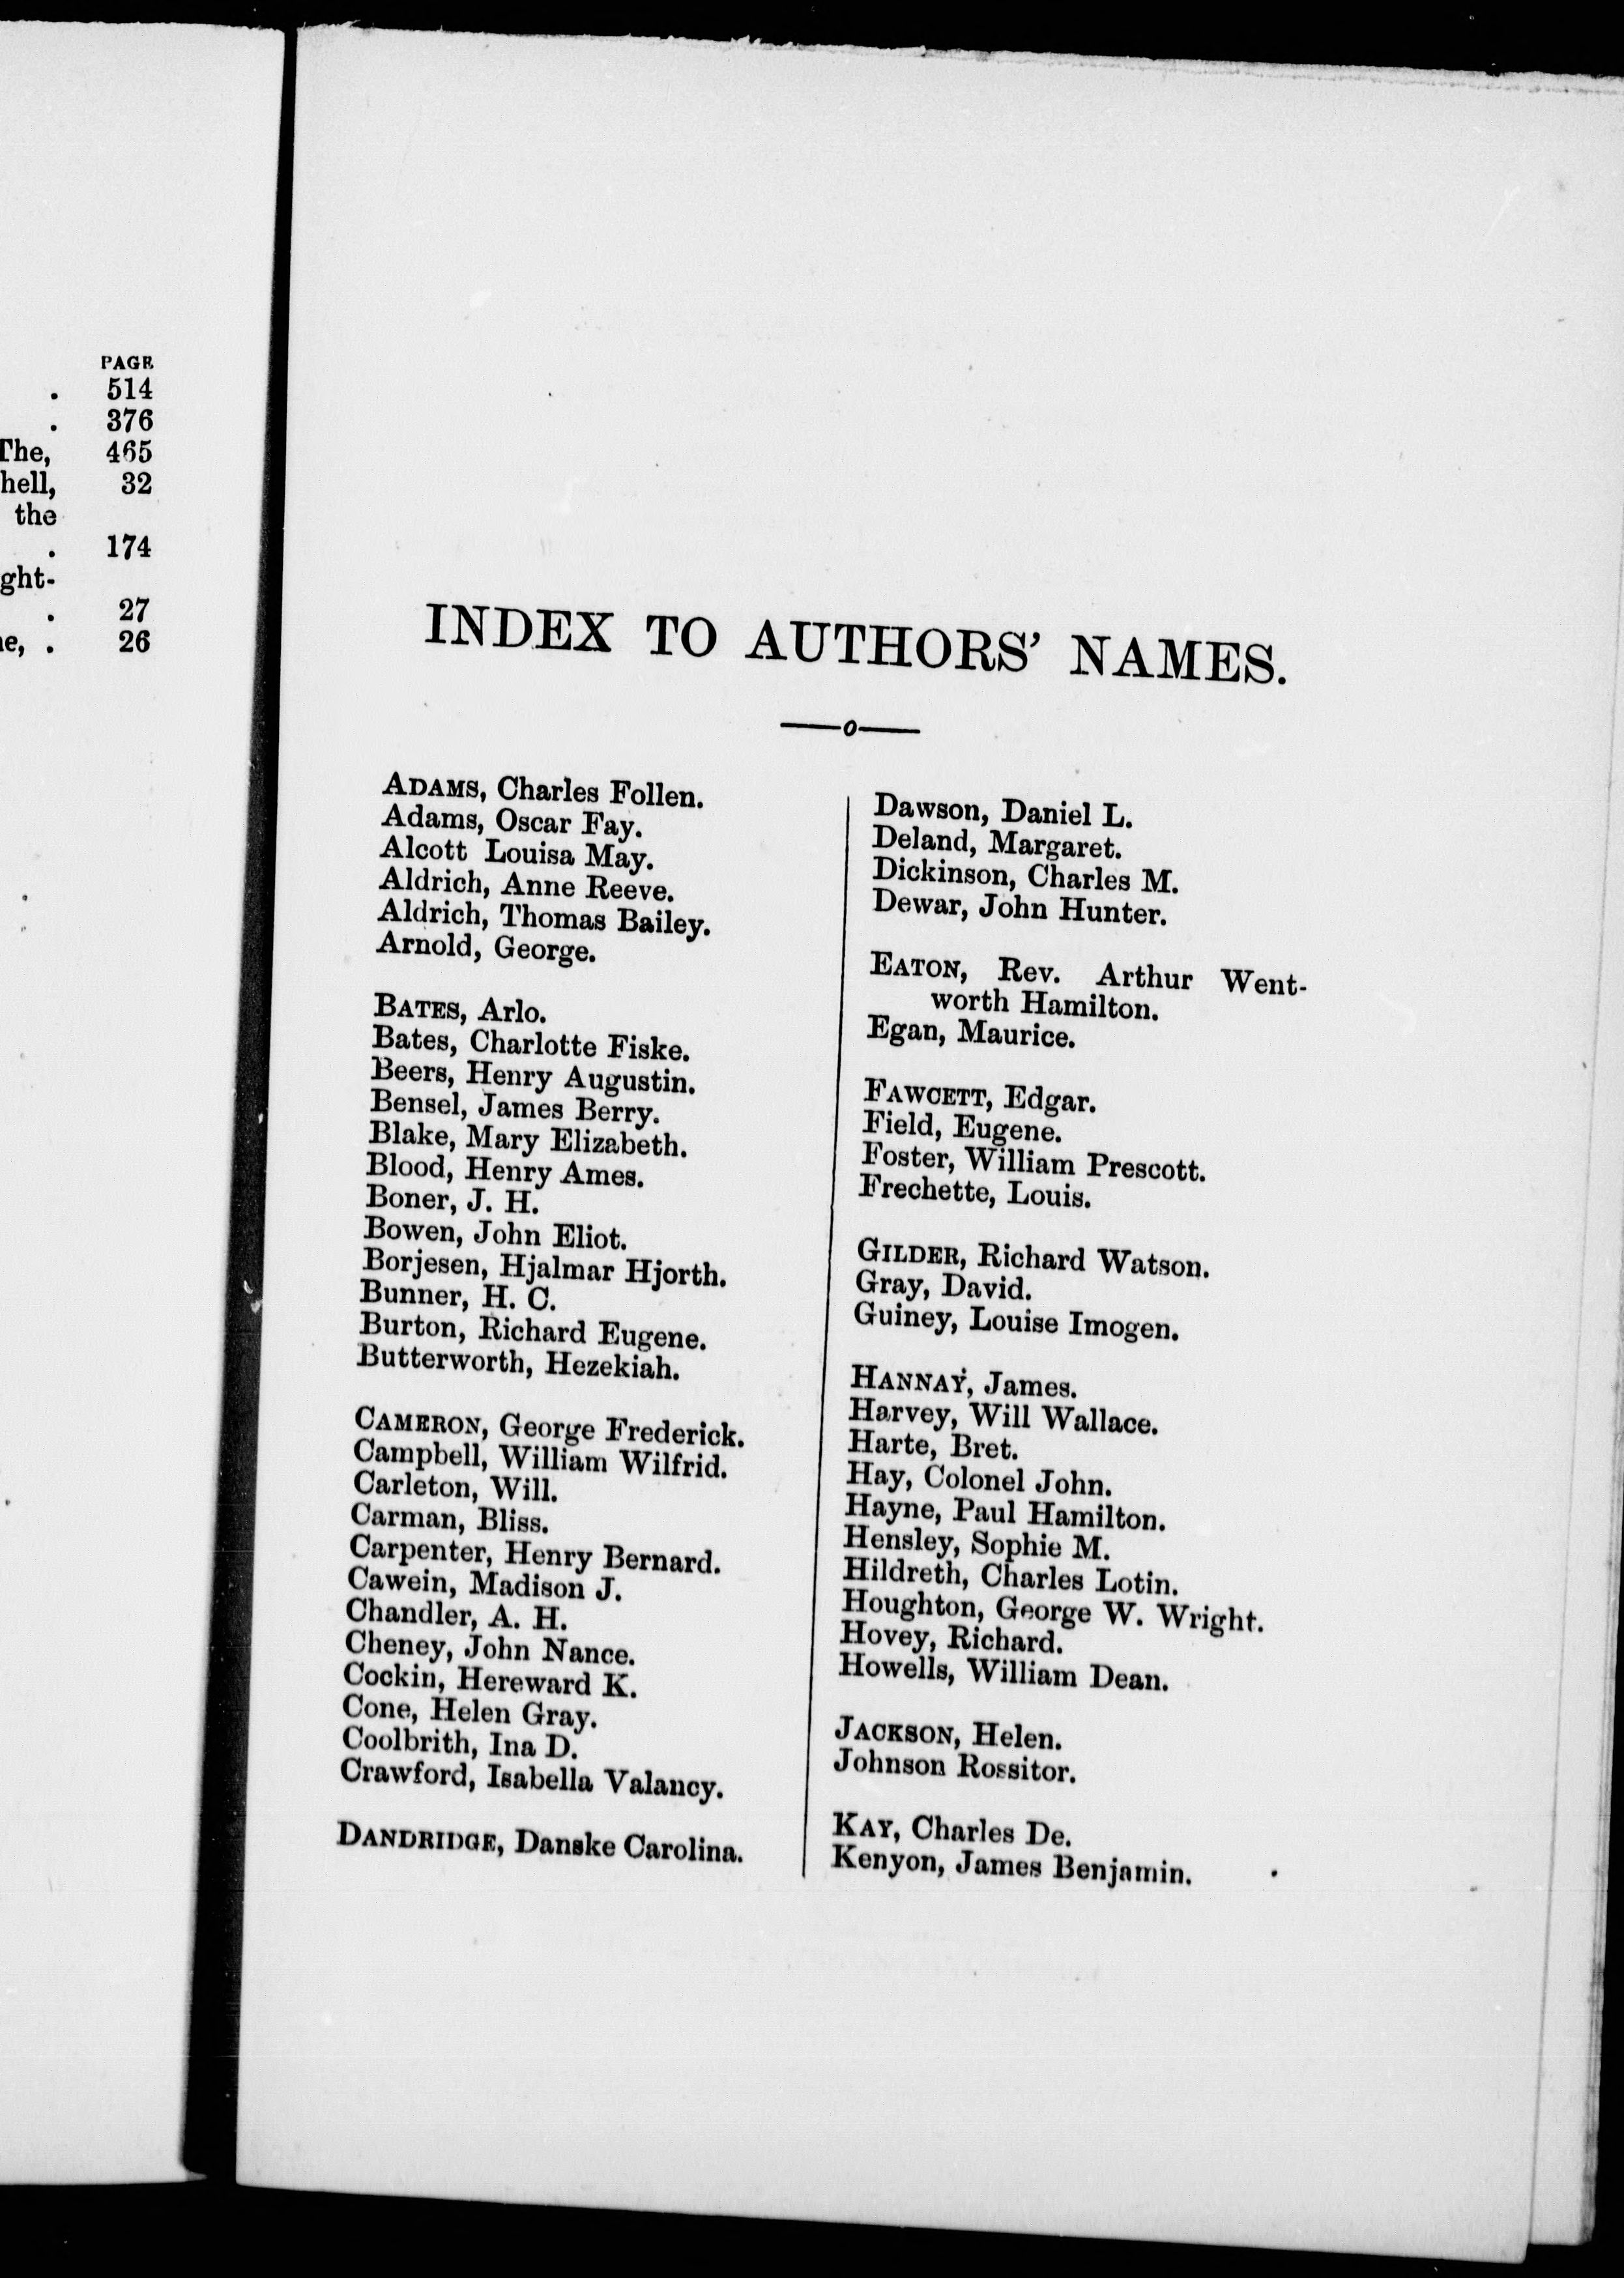 PAGE
. 514
. 376
The, 465
hell, 32
the
. 174
ght-
. 27
e, . 26
INDEX TO AUTHORS' NAMES.
ADAMS, Charles Follen.
Adams, Oscar Fay.
Alcott Louisa May.
Aldrich, Anne Reeve.
Aldrich, Thomas Bailey.
Arnold, George.
BATES, Arlo.
Bates, Charlotte Fiske.
Beers, Henry Augustin.
Bensel, James Berry.
Blake, Mary Elizabeth.
Blood, Henry Ames.
Boner, J. H.
Bowen, John Eliot.
Borjesen, Hjalmar Hjorth.
Bunner, H. C.
Burton, Richard Eugene.
Butterworth, Hezekiah.
CAMERON, George Frederick.
Campbell, William Wilfrid.
Carleton, Will.
Carman, Bliss.
Carpenter, Henry Bernard.
Cawein, Madison J.
Chandler, A. H.
Cheney, John Nance.
Cockin, Hereward K.
Cone, Helen Gray.
Coolbrith, Ina D.
Crawford, Isabella Valancy.
DANDRIDGE, Danske Carolina.
Dawson, Daniel L.
Deland, Margaret.
Dickinson, Charles M.
Dewar, John Hunter.
EATON, Rev. Arthur Went-
worth Hamilton.
Egan, Maurice.
FAWCETT, Edgar.
Field, Eugene.
Foster, William Prescott.
Frechette, Louis.
GILDER, Richard Watson.
Gray, David.
Guiney, Louise Imogen.
HANNAY, James.
Harvey, Will Wallace.
Harte, Bret.
Hay, Colonel John.
Hayne, Paul Hamilton.
Hensley, Sophie M.
Hildreth, Charles Lotin.
Houghton, George W. Wright.
Hovey, Richard.
Howells, William Dean.
JACKSON, Helen.
Johnson Rossitor.
KAY, Charles De.
Kenyon, James Benjamin.